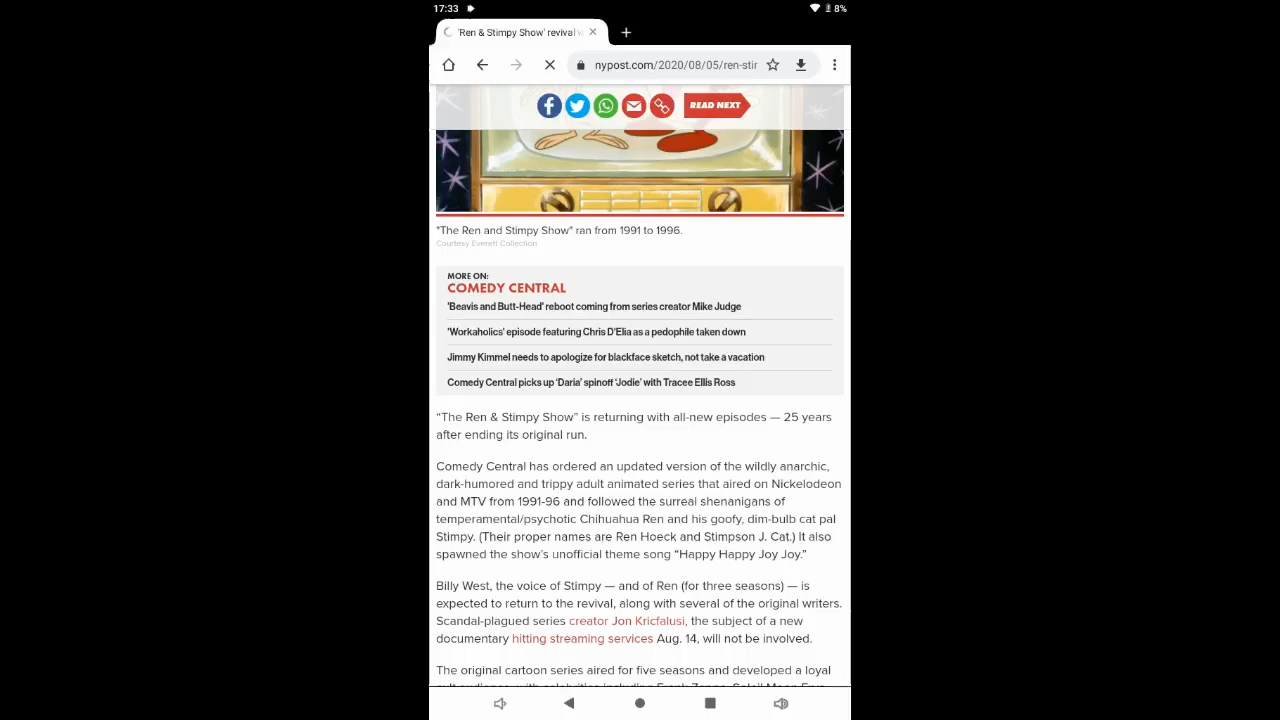 17:33
8%
'Ren & Stimpy Show' revival w
nypost.com/2020/08/05/ren-stir
READ NEXT
"The Ren and Stimpy Show" ran from 1991 to 1996.
Courtesy Everett Collection
MORE ON:
COMEDY CENTRAL
'Beavis and Butt-Head' reboot coming from series creator Mike Judge
'Workaholics' episode featuring Chris D'Elia as a pedophile taken down
Jimmy Kimmel needs to apologize for blackface sketch, not take a vacation
Comedy Central picks up 'Daria' spinoff 'Jodie' with Tracee Ellis Ross
“The Ren & Stimpy Show” is returning with all-new episodes — 25 years
after ending its original run.
Comedy Central has ordered an updated version of the wildly anarchic,
dark-humored and trippy adult animated series that aired on Nickelodeon
and MTV from 1991-96 and followed the surreal shenanigans of
temperamental/psychotic Chihuahua Ren and his goofy, dim-bulb cat pal
Stimpy. (Their proper names are Ren Hoeck and Stimpson J. Cat.) It also
spawned the show’s unofficial theme song “Happy Happy Joy Joy.”
Billy West, the voice of Stimpy — and of Ren (for three seasons) — is
expected to return to the revival, along with several of the original writers.
Scandal-plagued series creator Jon Kricfalusi, the subject of a new
documentary hitting streaming services Aug. 14, will not be involved.
The original cartoon series aired for five seasons and developed a loyal